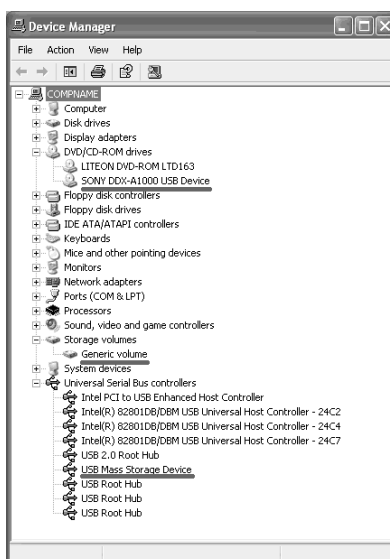 Device Manager
File Action View Help
COMPNAME
Computer
Disk drives
Display adapters
DVD/CD-ROM drives
LITEON DVD-ROM LTD163
SONY DDX-A1000 USB Device
Floppy disk controllers
Floppy disk drives
IDE ATA/ATAPI controllers
Keyboards
Mice and other pointing devices
Monitors
Network adapters
Ports (COM & LPT)
Processors
Sound, video and game controllers
Storage volumes
Generic volume
System devices
Universal Serial Bus controllers
Intel PCI to USB Enhanced Host Controller
Intel(R) 82801DB/DBM USB Universal Host Controller - 24C2
Intel(R) 82801DB/DBM USB Universal Host Controller - 24C4
Intel(R) 82801DB/DBM USB Universal Host Controller - 24C7
USB 2.0 Root Hub
USB Mass Storage Device
USB Root Hub
USB Root Hub
USB Root Hub